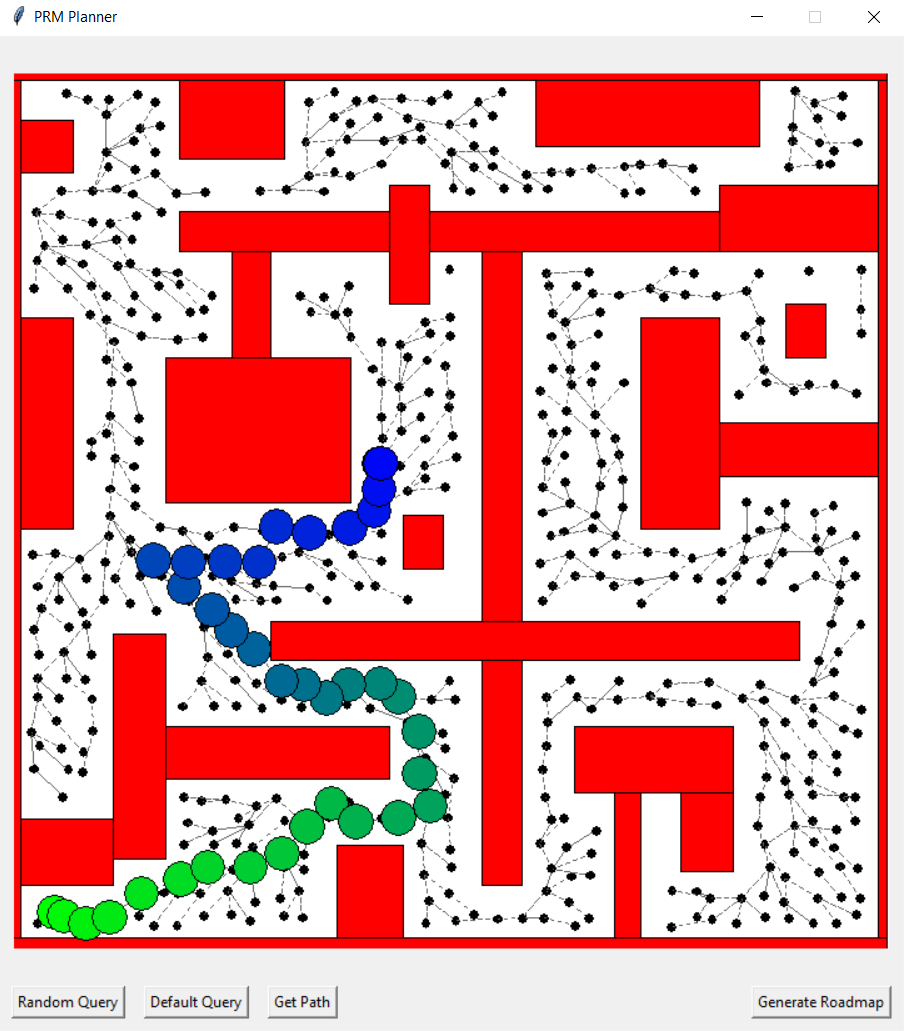 PRM Planner
Random Query
Default Query
Get Path
Generate Roadmap